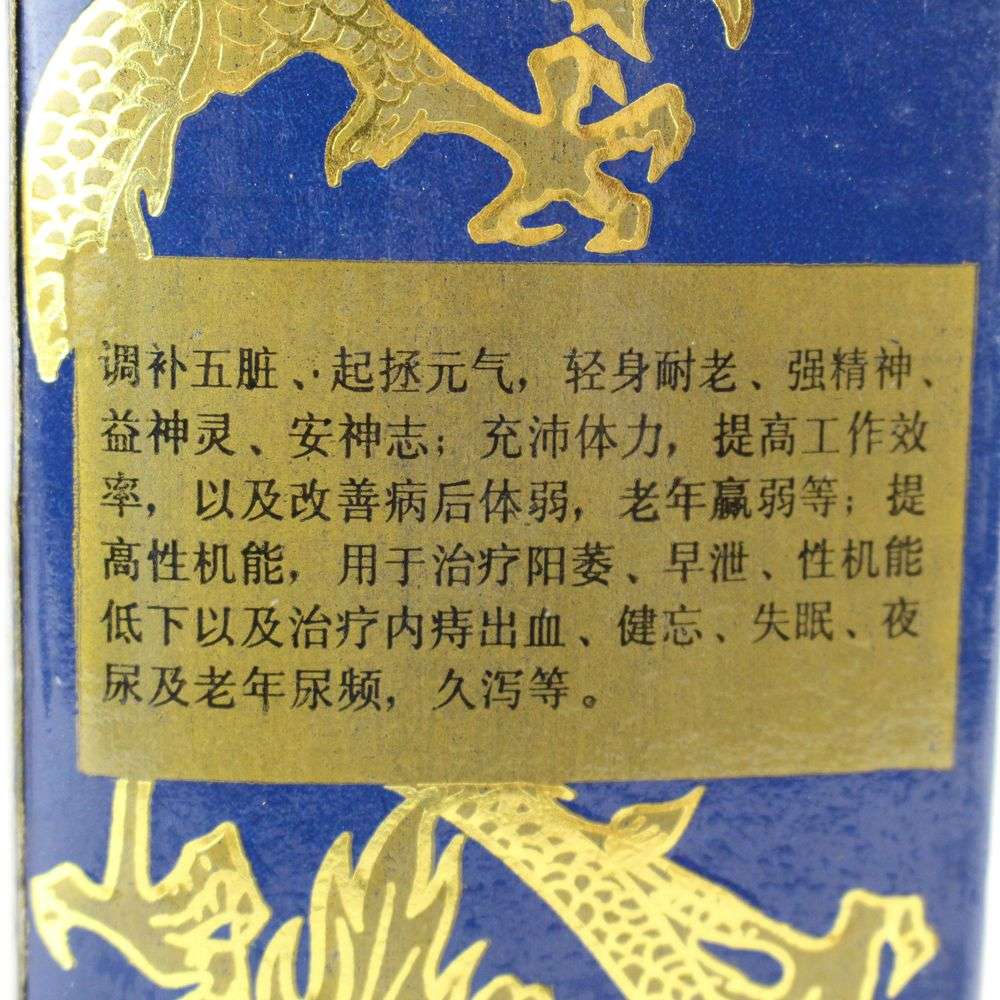 调补五脏、起拯元气，轻身耐老、强精神、
益神灵、安神志；充沛体力，提高工作效
率，以及改善病后体弱，老年赢弱等；提
高性机能，用于治疗阳萎、早泄、性机能
低下以及治疗内痔出血、健忘、失眠、夜
尿及老年尿频，久泻等。